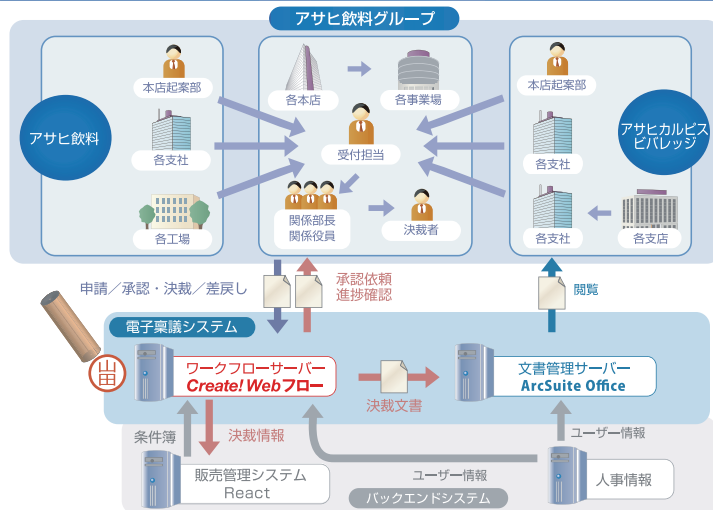 アサヒ飲料グループ
アサヒ飲料
本店起案部
各支社
各工場
各本店
各事業場
受付担当
関係部長
関係役員
決裁者
本店起案部
各支社
各支社
各支店
アサヒカルピス
ビバレッジ
申請／承認・決裁／差戻し
承認依頼
進捗確認
閲覧
電子稟議システム
山田
ワークフローサーバー
Create!Webフロー
決裁文書
文書管理サーバー
ArcSuite Office
条件簿
決裁情報
ユーザー情報
ユーザー情報
販売管理システム
React
バックエンドシステム
人事情報